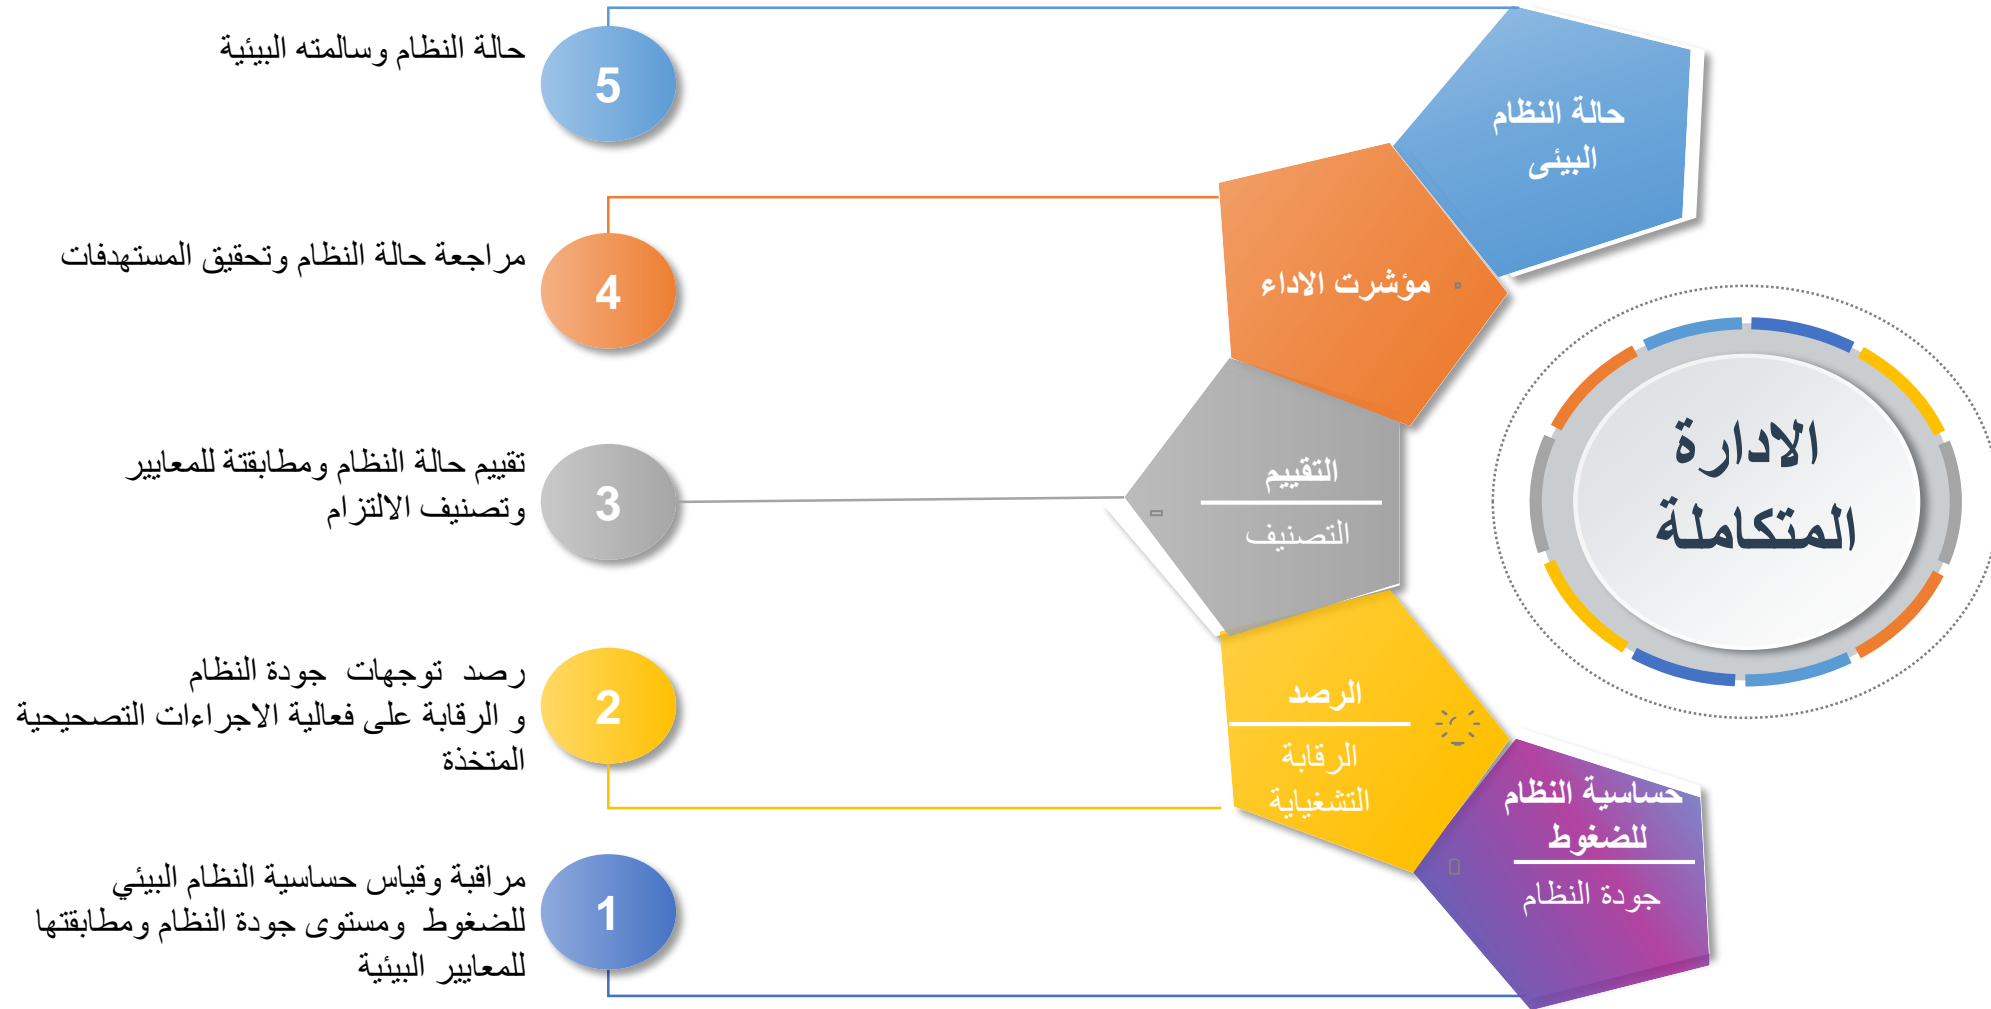 حالة النظام وسالمته البيئية
5
حالة النظام
البيئى
مراجعة حالة النظام وتحقيق المستهدفات
4
مؤشرت الاداء
تقييم حالة النظام ومطابقتة للمعايير
وتصنيف الالتزام
3
التقييم
التصنيف
الادارة
المتكاملة
رصد توجهات جودة النظام
و الرقابة على فعالية الاجراءات التصحيحية
المتخذة
2
الرصد
الرقابة
التشغياية
مراقبة وقياس حساسية النظام البيئي
للضغوط ومستوى جودة النظام ومطابقتها
للمعايير البيئية
1
حساسية النظام
للضغوط
جودة النظام